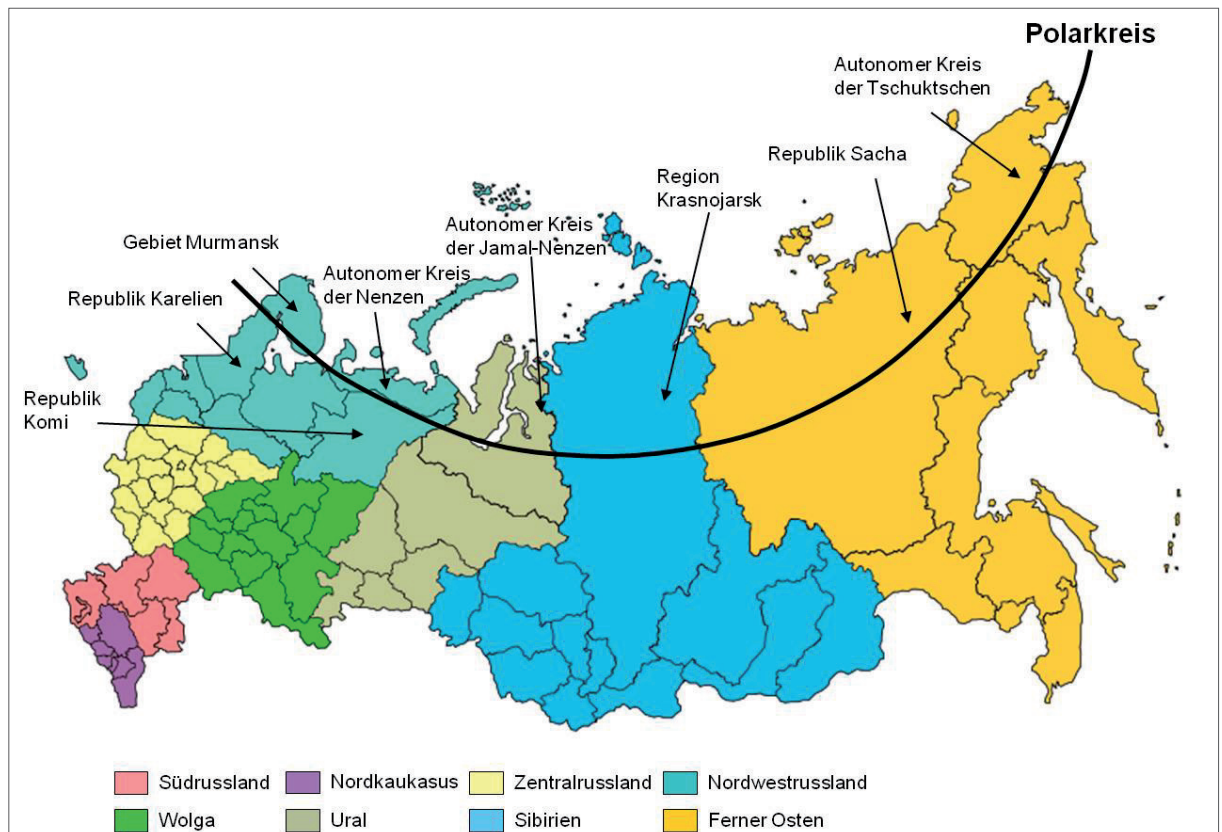 Polarkreis
Autonomer Kreis
der Tschuktschen
Republik Sacha
Region
Krasnojarsk
Autonomer Kreis
der Jamal-Nenzen
Gebiet Murmansk
Autonomer Kreis
der Nenzen
Republik Karelien
Republik
Komi
Südrussland
Nordkaukasus
Zentralrussland
Nordwestrussland
Wolga
Ural
Sibirien
Ferner Osten